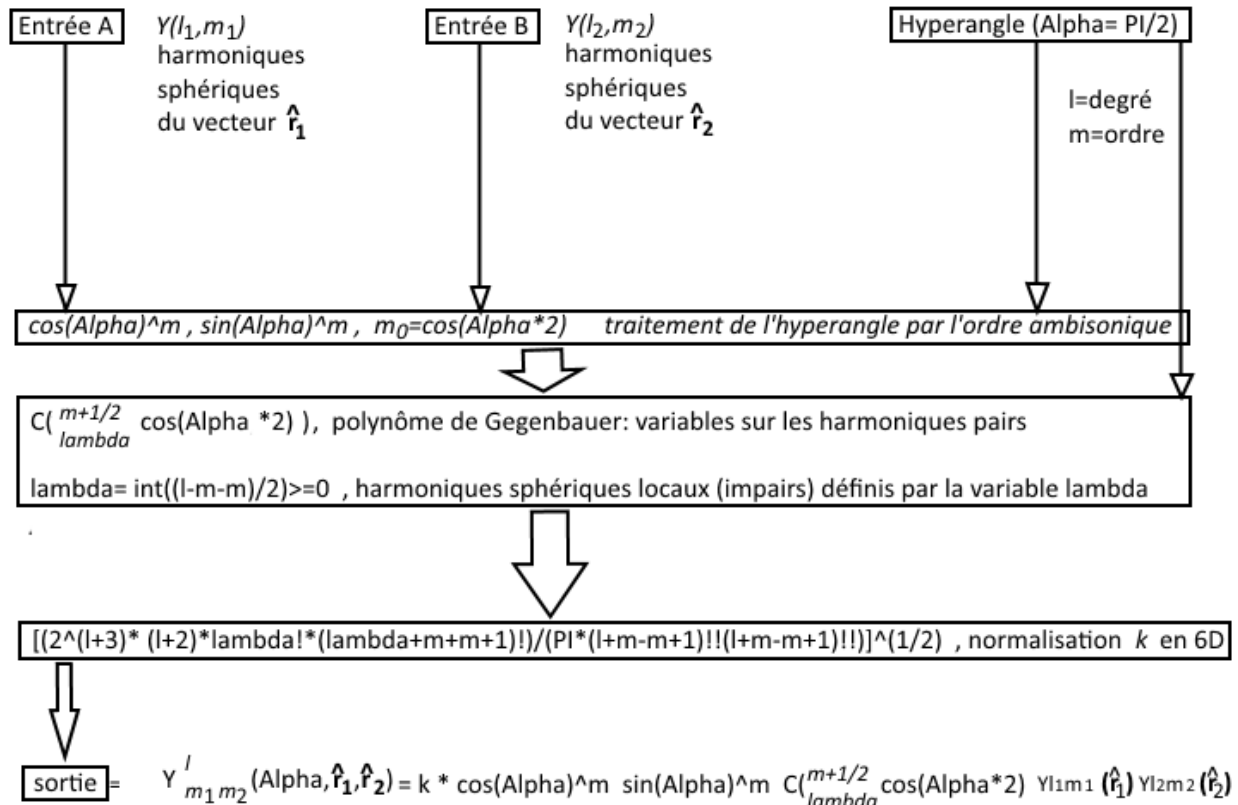 Entrée A
Y(l₁,m₁)
harmoniques
sphériques
du vecteur r̂₁
Entrée B
Y(l₂,m₂)
harmoniques
sphériques
du vecteur r̂₂
Hyperangle (Alpha= PI/2)
l=degré
m=ordre
cos(Alpha)^m , sin(Alpha)^m , m₀=cos(Alpha*2) traitement de l'hyperangle par l'ordre ambisonique
C( m+1/2 lambda cos(Alpha *2) ), polynôme de Gegenbauer: variables sur les harmoniques pairs
lambda= int((l-m-m)/2)>=0 , harmoniques sphériques locaux (impairs) définis par la variable lambda
[(2^(l+3)* (l+2)*lambda!*(lambda+m+m+1)!)/(PI*(l+m-m+1)!!(l+m-m+1)!!)]^(1/2) , normalisation k en 6D
sortie = Y l m₁ m₂ (Alpha,r̂₁,r̂₂) = k * cos(Alpha)^m sin(Alpha)^m C( m+1/2 lambda cos(Alpha*2) Yl1m1 (r̂₁) Yl2m2 (r̂₂)